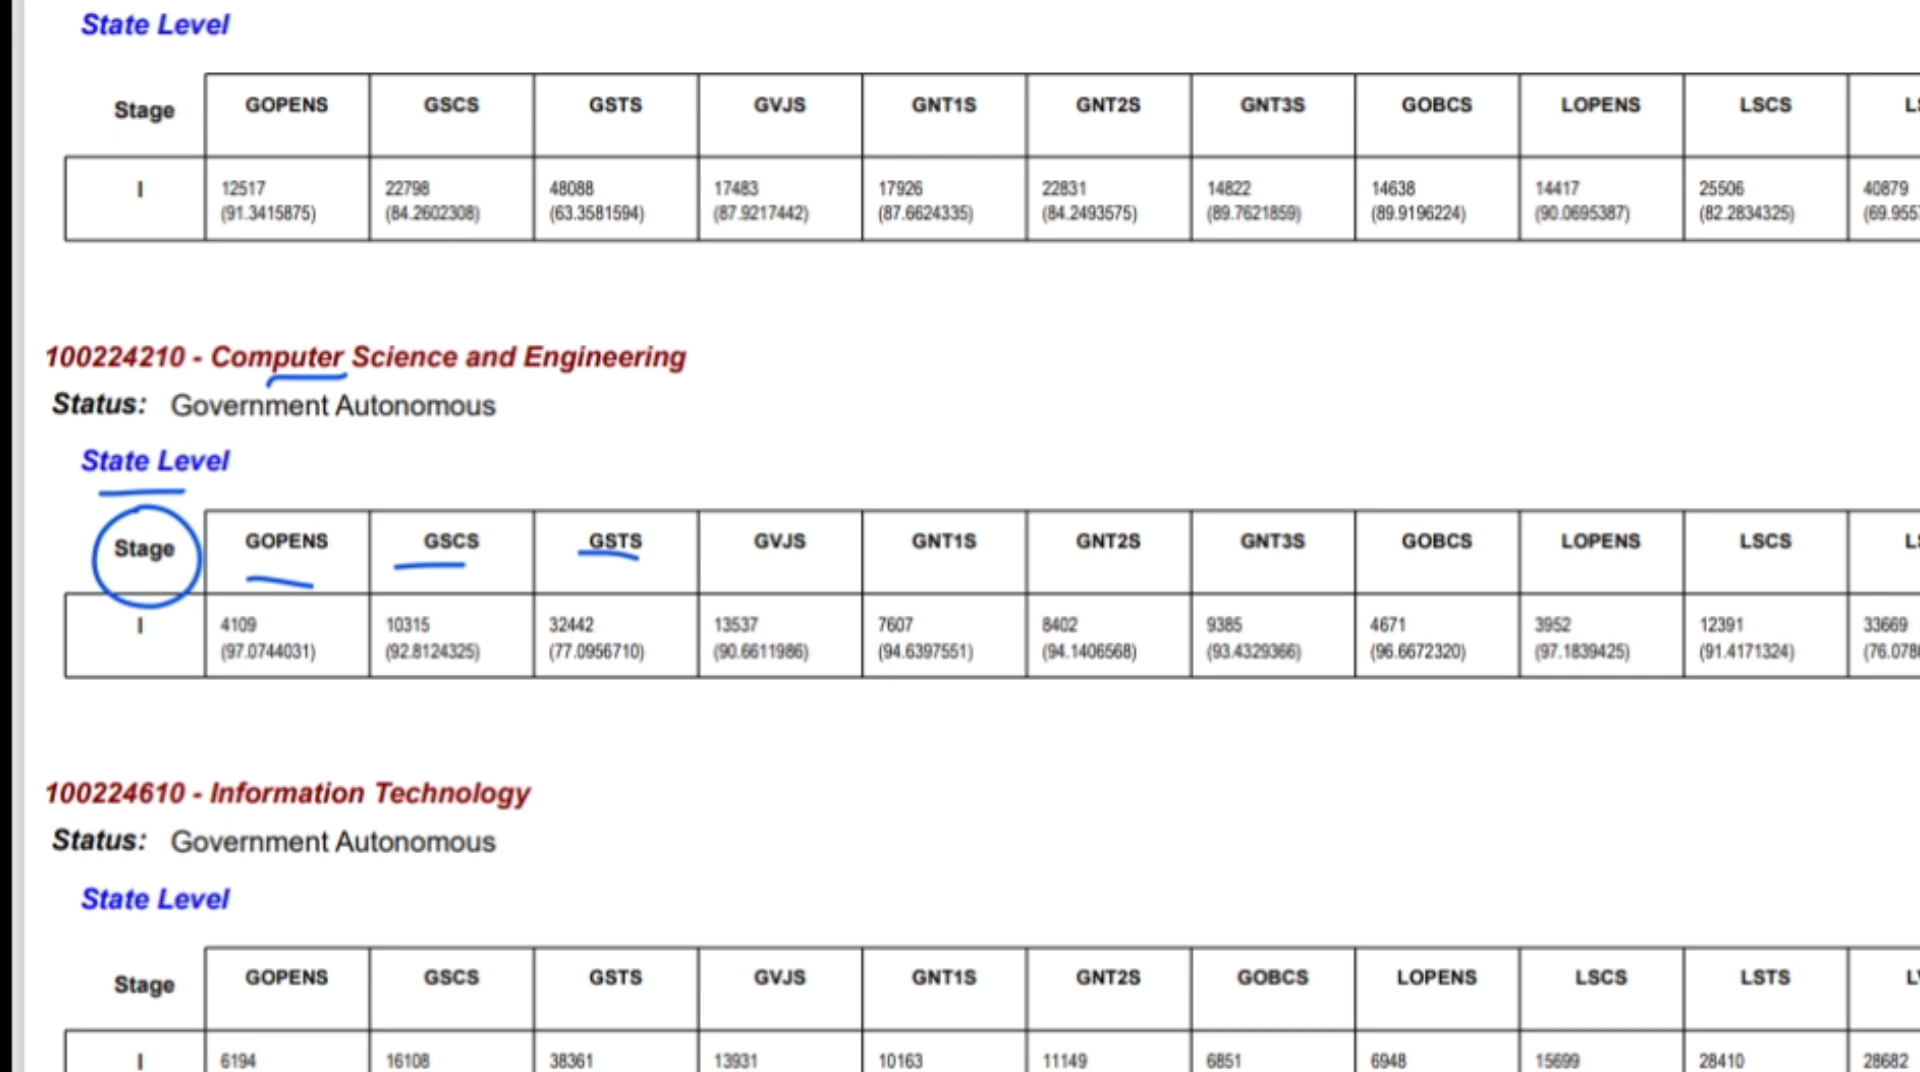 State Level
Stage GOPENS GSCS GSTS GVJS GNT1S GNT2S GNT3S GOBCS LOPENS LSCS
I 12517 22798 48088 17483 17926 22831 14822 14638 14417 25506 40879
(91.3415875) (84.2602308) (63.3581594) (87.9217442) (87.6624335) (84.2493575) (89.7621859) (89.9196224) (90.0695387) (82.2834325) (69.955
100224210 - Computer Science and Engineering
Status: Government Autonomous
State Level
Stage GOPENS GSCS GSTS GVJS GNT1S GNT2S GNT3S GOBCS LOPENS LSCS
I 4109 10315 32442 13537 7607 8402 9385 4671 3952 12391 33669
(97.0744031) (92.8124325) (77.0956710) (90.6611986) (94.6397551) (94.1406568) (93.4329366) (96.6672320) (97.1839425) (91.4171324) (76.078
100224610 - Information Technology
Status: Government Autonomous
State Level
Stage GOPENS GSCS GSTS GVJS GNT1S GNT2S GOBCS LOPENS LSCS LSTS
I 6194 16108 38361 13931 10163 11149 6851 6948 15699 28410 28682